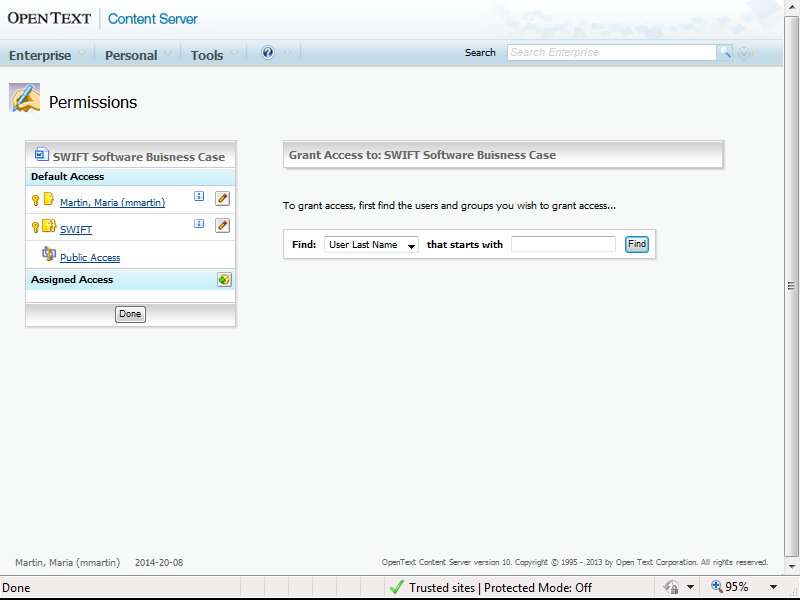 OPEN TEXT | Content Server
Enterprise Personal Tools Search Search Enterprise
Permissions
SWIFT Software Buisness Case
Default Access
Martin, Maria (mmartin)
SWIFT
Public Access
Assigned Access
Done
Grant Access to: SWIFT Software Buisness Case
To grant access, first find the users and groups you wish to grant access...
Find: User Last Name that starts with Find
Martin, Maria (mmartin) 2014-20-08 OpenText Content Server version 10. Copyright © 1995 - 2013 by Open Text Corporation. All rights reserved.
Done Trusted sites | Protected Mode: Off 95%